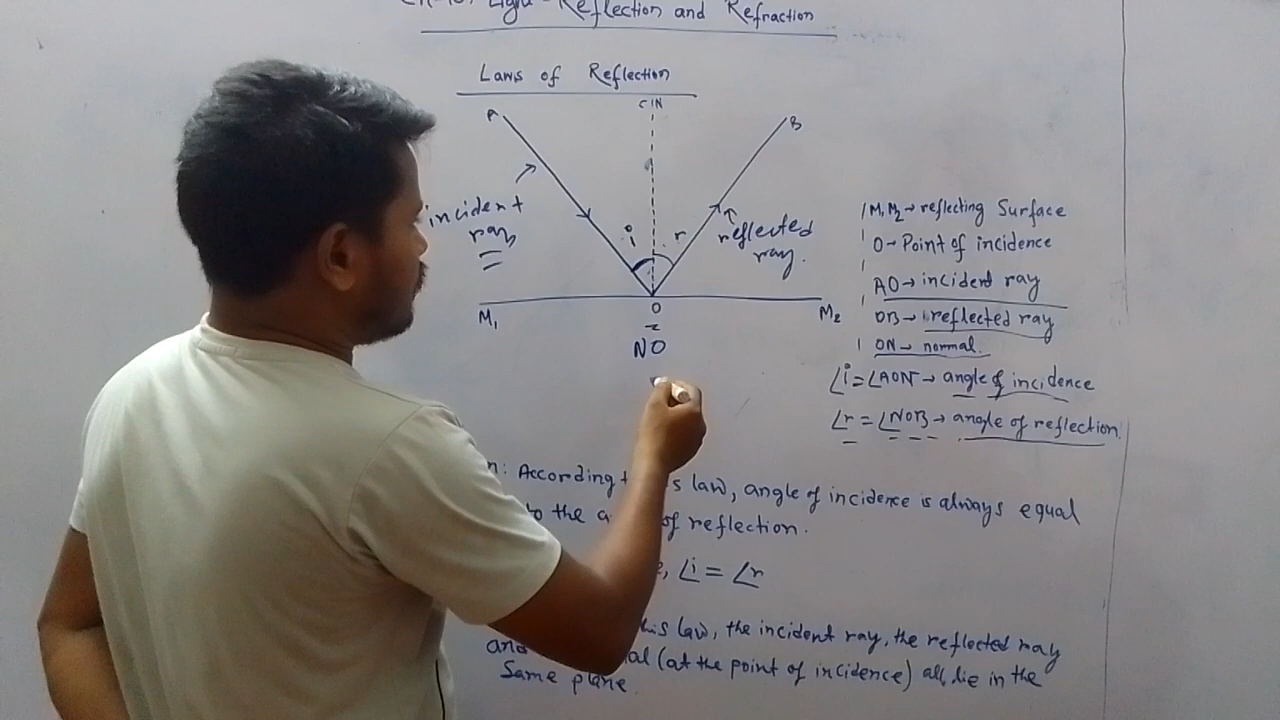 Light - Reflection and Refraction
Laws of Reflection
N
A
B
incident
ray
i
r
reflected
ray.
M1
O
M2
NO
M1M2→reflecting Surface
O→Point of incidence
AO→incident ray
OB→reflected ray
ON→normal.
∠i=∠AON→angle of incidence
∠r=∠NOB→angle of reflection
n: According law, angle of incidence is always equal
to the of reflection.
∠i=∠r
this law, the incident ray, the reflected ray
and (at the point of incidence) all, lie in the
Same plane.